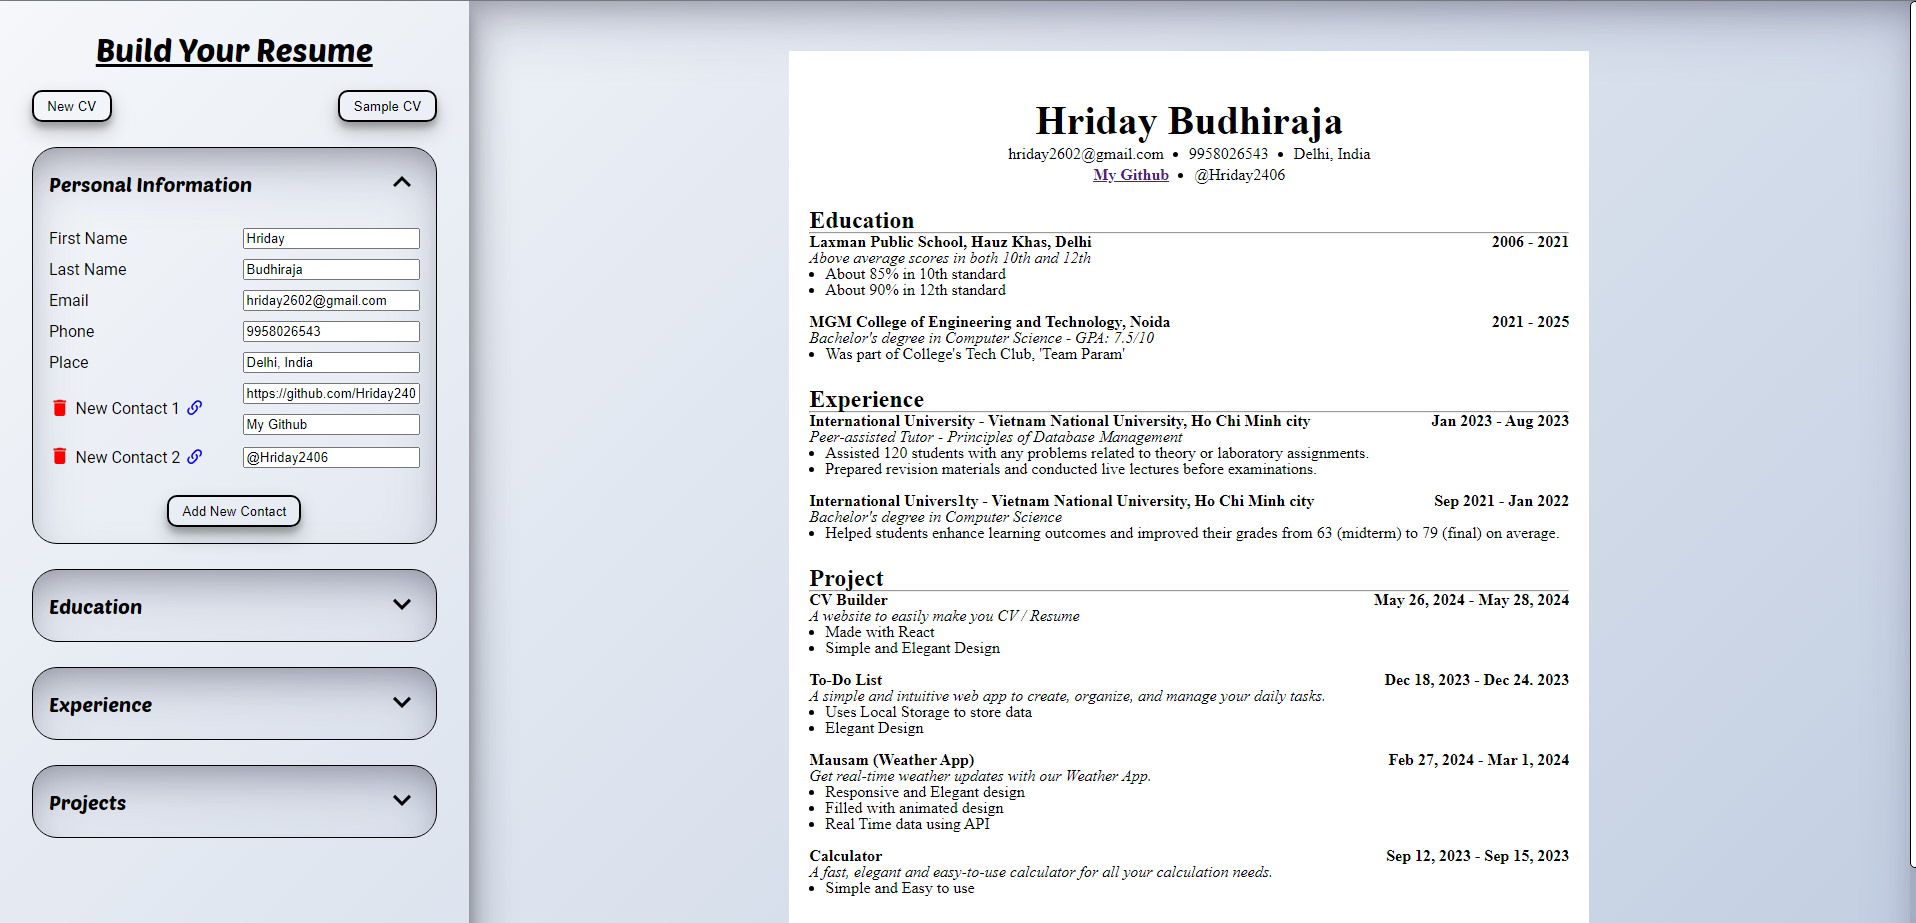 Build Your Resume
New CV
Sample CV
Personal Information
First Name
Hriday
Last Name
Budhiraja
Email
hriday2602@gmail.com
Phone
9958026543
Place
Delhi, India
New Contact 1
https://github.com/Hriday240
My Github
New Contact 2
@Hriday2406
Add New Contact
Education
Experience
Projects
Hriday Budhiraja
hriday2602@gmail.com • 9958026543 • Delhi, India
My Github • @Hriday2406
Education
Laxman Public School, Hauz Khas, Delhi 2006 - 2021
Above average scores in both 10th and 12th
• About 85% in 10th standard
• About 90% in 12th standard
MGM College of Engineering and Technology, Noida 2021 - 2025
Bachelor's degree in Computer Science - GPA: 7.5/10
• Was part of College's Tech Club, 'Team Param'
Experience
International University - Vietnam National University, Ho Chi Minh city Jan 2023 - Aug 2023
Peer-assisted Tutor - Principles of Database Management
• Assisted 120 students with any problems related to theory or laboratory assignments.
• Prepared revision materials and conducted live lectures before examinations.
International Univers1ty - Vietnam National University, Ho Chi Minh city Sep 2021 - Jan 2022
Bachelor's degree in Computer Science
• Helped students enhance learning outcomes and improved their grades from 63 (midterm) to 79 (final) on average.
Project
CV Builder May 26, 2024 - May 28, 2024
A website to easily make you CV / Resume
• Made with React
• Simple and Elegant Design
To-Do List Dec 18, 2023 - Dec 24. 2023
A simple and intuitive web app to create, organize, and manage your daily tasks.
• Uses Local Storage to store data
• Elegant Design
Mausam (Weather App) Feb 27, 2024 - Mar 1, 2024
Get real-time weather updates with our Weather App.
• Responsive and Elegant design
• Filled with animated design
• Real Time data using API
Calculator Sep 12, 2023 - Sep 15, 2023
A fast, elegant and easy-to-use calculator for all your calculation needs.
• Simple and Easy to use